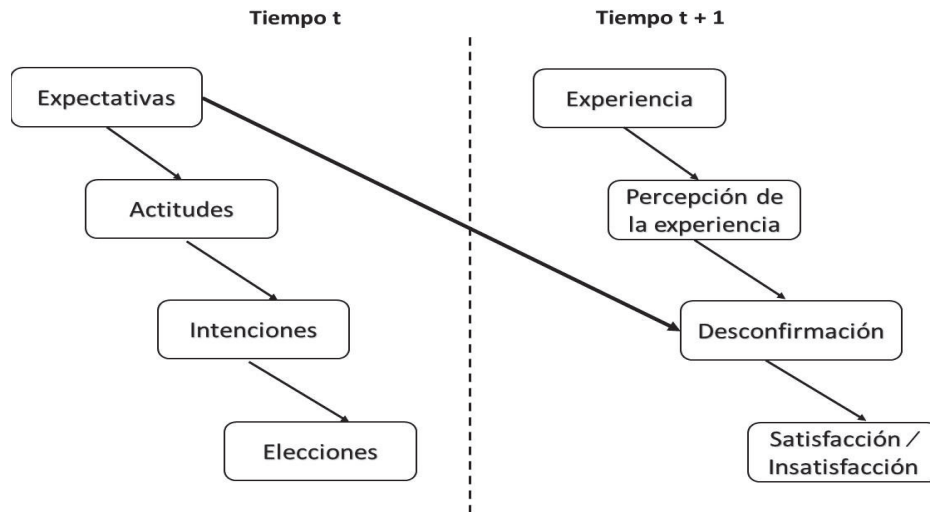 Tiempo t
Tiempo t + 1
Expectativas
Actitudes
Intenciones
Elecciones
Experiencia
Percepción de
la experiencia
Desconfirmación
Satisfacción /
Insatisfacción